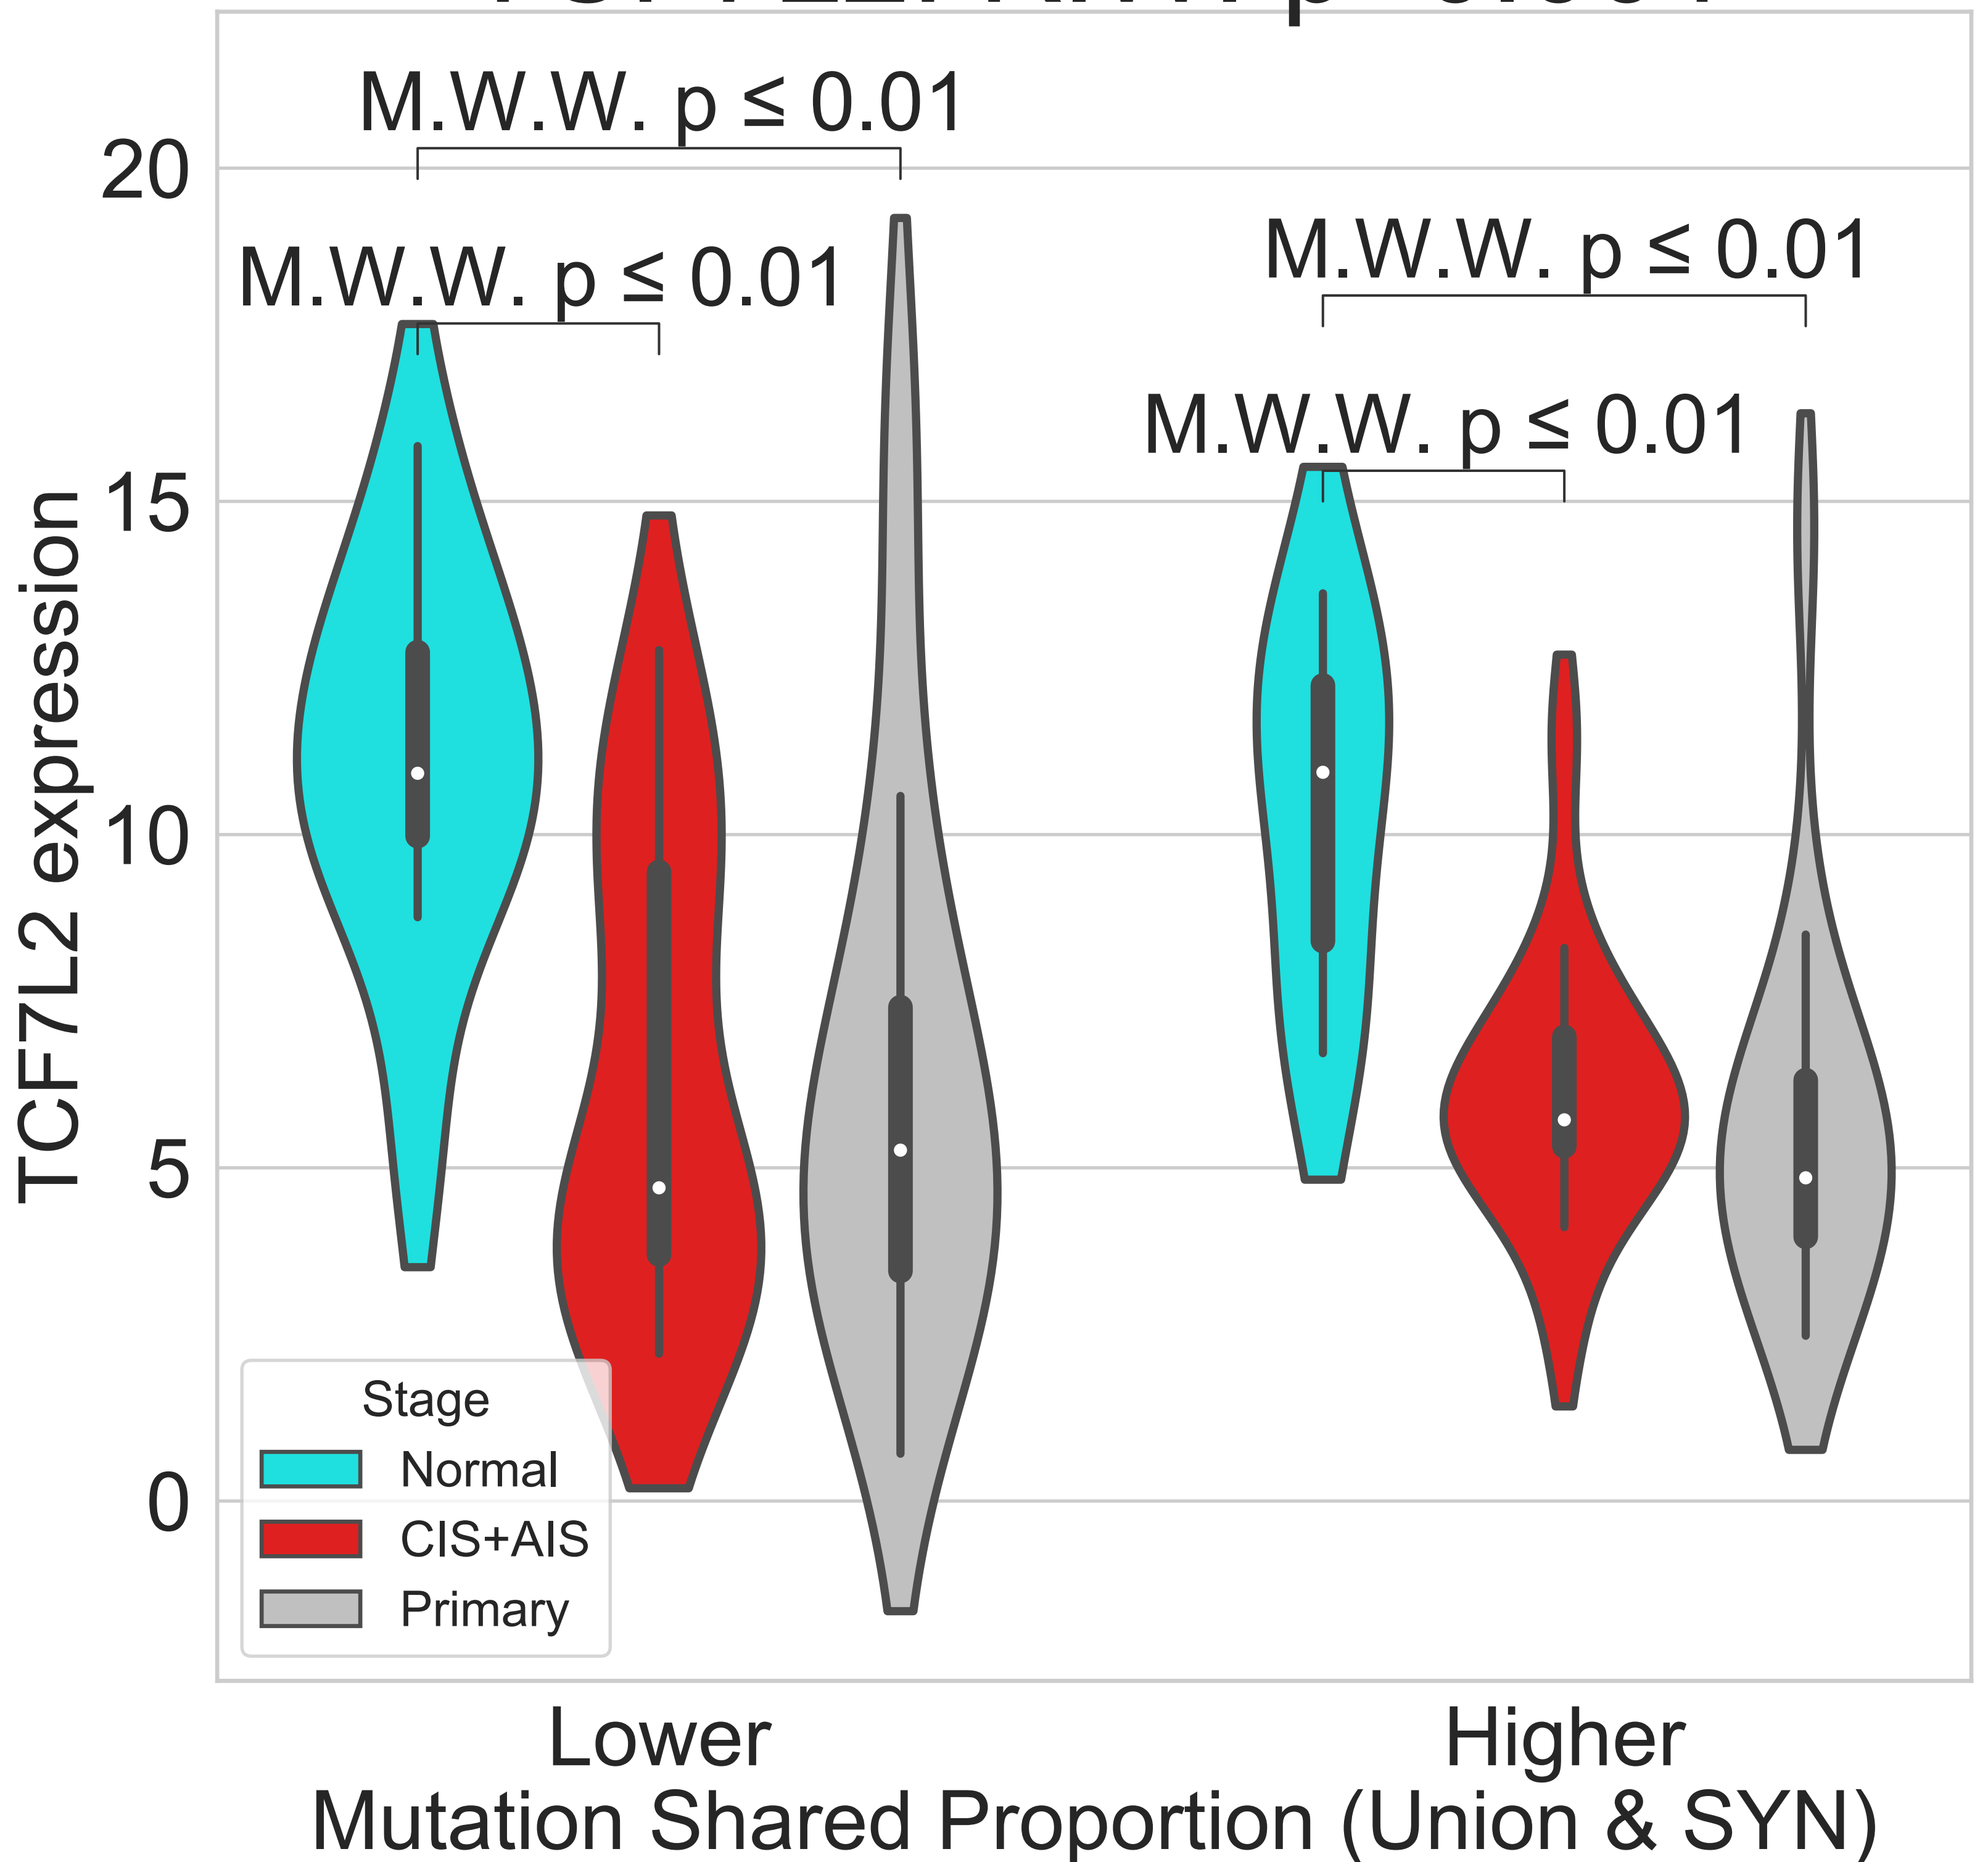 M.W.W. p ≤ 0.01
20
M.W.W. p ≤ 0.01
M.W.W. p ≤ 0.01
M.W.W. p ≤ 0.01
15
10
5
0
TCF7L2 expression
Stage
Normal
CIS+AIS
Primary
Lower
Higher
Mutation Shared Proportion (Union & SYN)